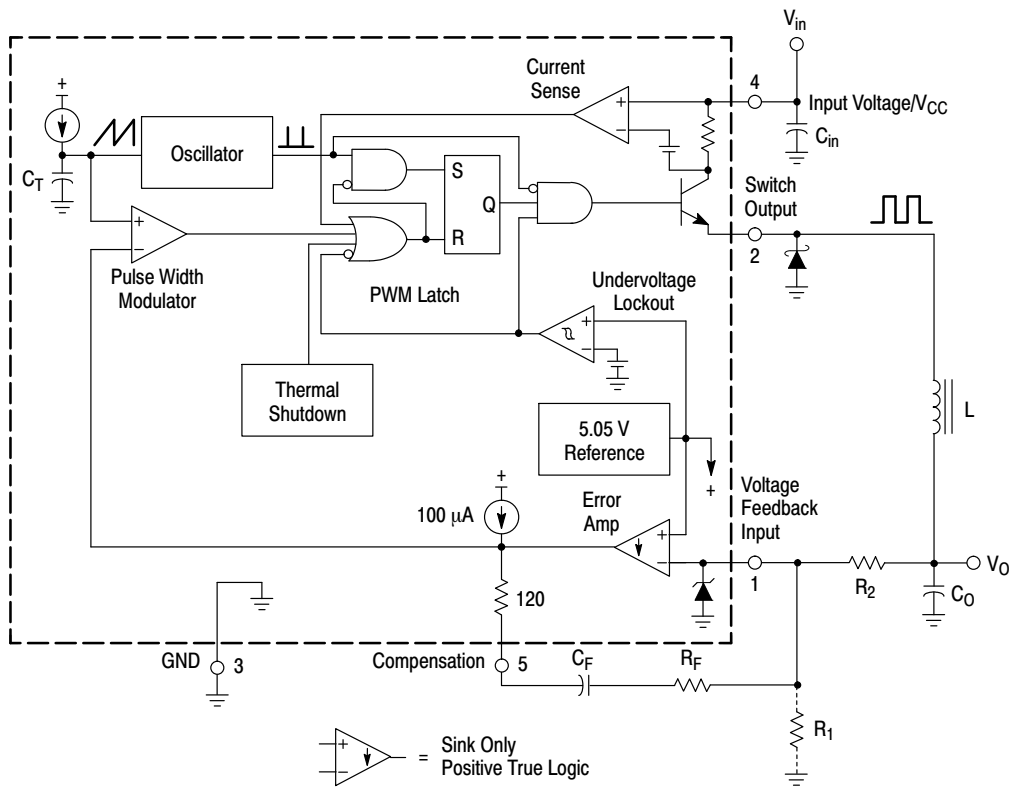 V_in
Current
Sense
+
-
4
Input Voltage/V_CC
C_in
+
C_T
Oscillator
S
Q
R
PWM Latch
Switch
Output
2
+
-
Pulse Width
Modulator
Undervoltage
Lockout
+
-
Thermal
Shutdown
L
5.05 V
Reference
+
Voltage
Feedback
Input
1
+
100 µA
Error
Amp
+
-
R_2
V_O
C_O
120
GND
3
Compensation
5
C_F
R_F
R_1
+
-
=
Sink Only
Positive True Logic